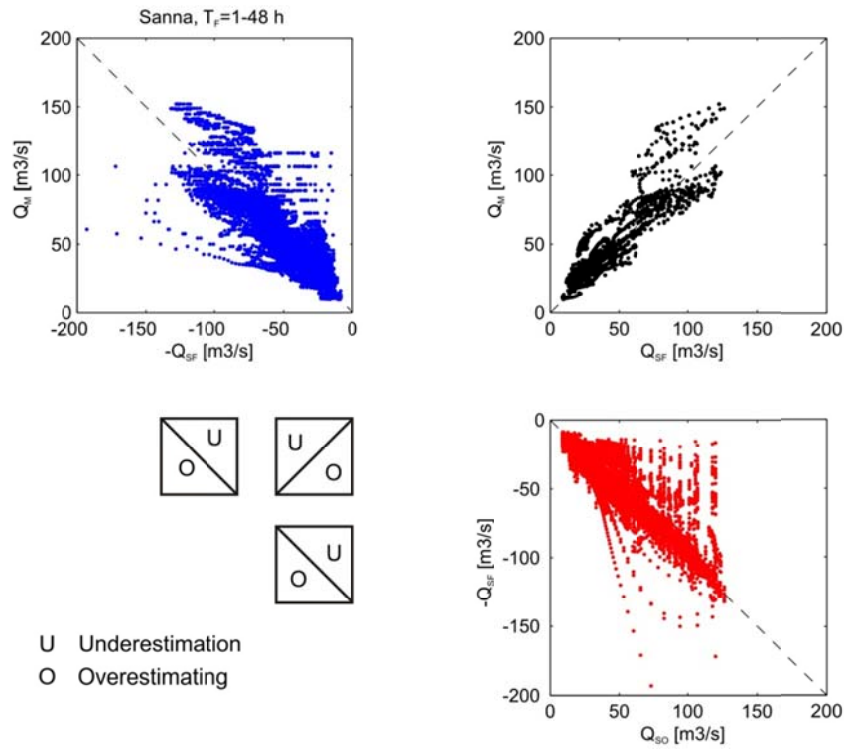 Sanna, T_F=1-48 h
200
150
100
50
0
Q_M [m3/s]
-200 -150 -100 -50 0
-Q_SF [m3/s]
200
150
100
50
0
Q_M [m3/s]
0 50 100 150 200
Q_SF [m3/s]
U
O
U
O
U
O
U Underestimation
O Overestimating
0
-50
-100
-150
-200
-Q_SF [m3/s]
0 50 100 150 200
Q_SO [m3/s]